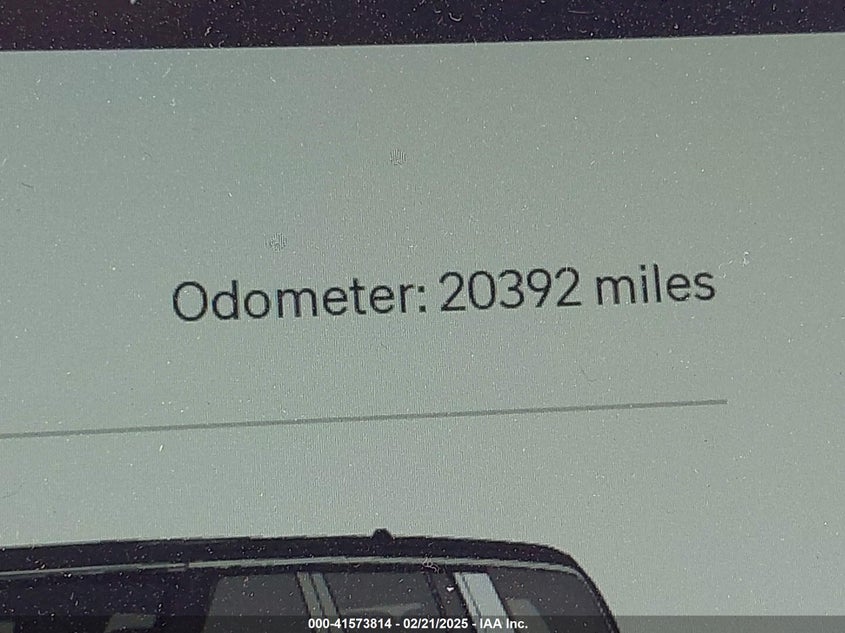 Odometer: 20392 miles
000-41573814 - 02/21/2025 - IAA Inc.